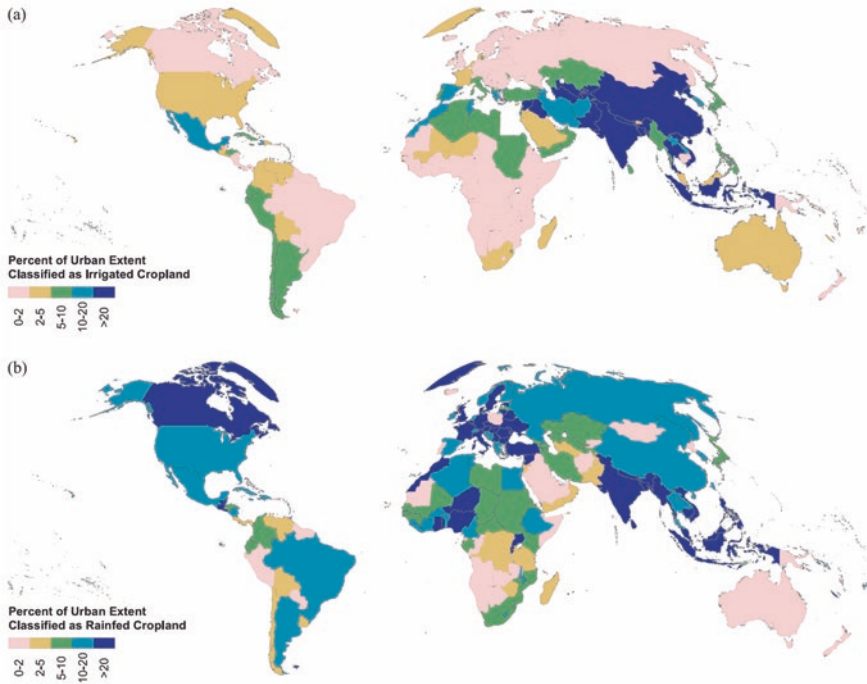 (a)
Percent of Urban Extent
Classified as Irrigated Cropland
0-2
2-5
5-10
10-20
>20
(b)
Percent of Urban Extent
Classified as Rainfed Cropland
0-2
2-5
5-10
10-20
>20